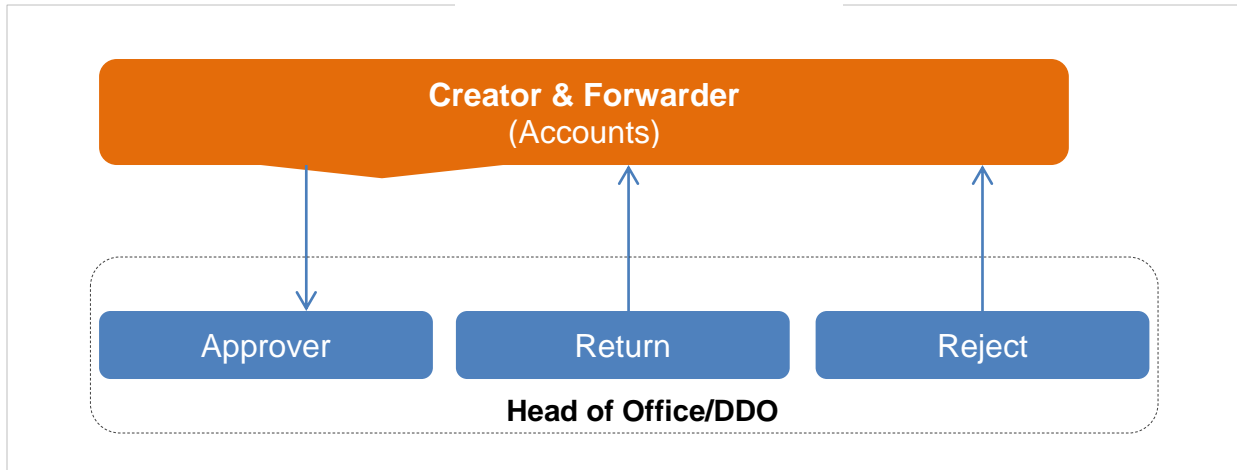 Creator & Forwarder
(Accounts)
Approver
Return
Reject
Head of Office/DDO